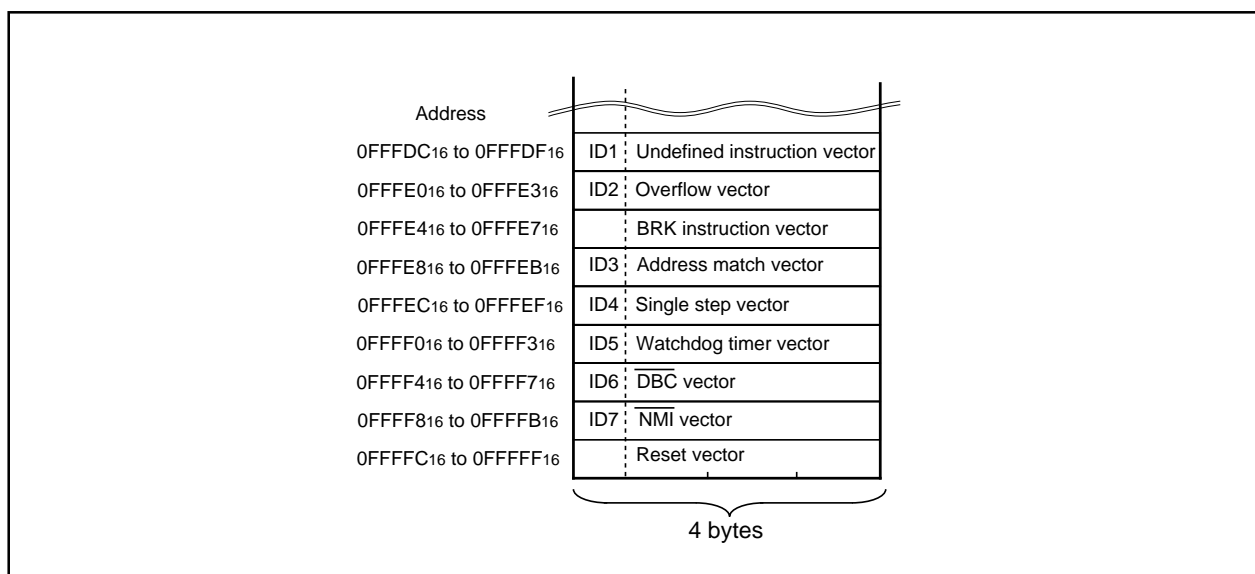 Address
0FFFDC16 to 0FFFDF16 ID1 Undefined instruction vector
0FFFE016 to 0FFFE316 ID2 Overflow vector
0FFFE416 to 0FFFE716 BRK instruction vector
0FFFE816 to 0FFFEB16 ID3 Address match vector
0FFFEC16 to 0FFFEF16 ID4 Single step vector
0FFFF016 to 0FFFF316 ID5 Watchdog timer vector
0FFFF416 to 0FFFF716 ID6 DBC vector
0FFFF816 to 0FFFFB16 ID7 NMI vector
0FFFFC16 to 0FFFFF16 Reset vector
4 bytes